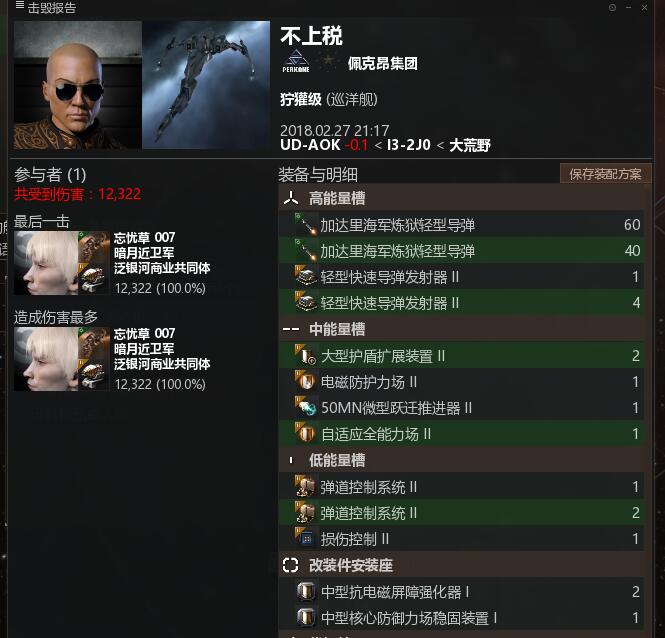 击毁报告
不上税
PERKONE
佩克昂集团
狞獾级 (巡洋舰)
2018.02.27 21:17
UD-AOK -0.1 < I3-2J0 < 大荒野
参与者 (1)
共受到伤害：12,322
最后一击
忘忧草 007
暗月近卫军
泛银河商业共同体
12,322 (100.0%)
造成伤害最多
忘忧草 007
暗月近卫军
泛银河商业共同体
12,322 (100.0%)
装备与明细
保存装配方案
高能量槽
加达里海军炼狱轻型导弹 60
加达里海军炼狱轻型导弹 40
轻型快速导弹发射器 II 1
轻型快速导弹发射器 II 4
中能量槽
大型护盾扩展装置 II 2
电磁防护力场 II 1
50MN微型跃迁推进器 II 1
自适应全能力场 II 1
低能量槽
弹道控制系统 II 1
弹道控制系统 II 2
损伤控制 II 1
改装件安装座
中型抗电磁屏障强化器 I 2
中型核心防御力场稳固装置 I 1